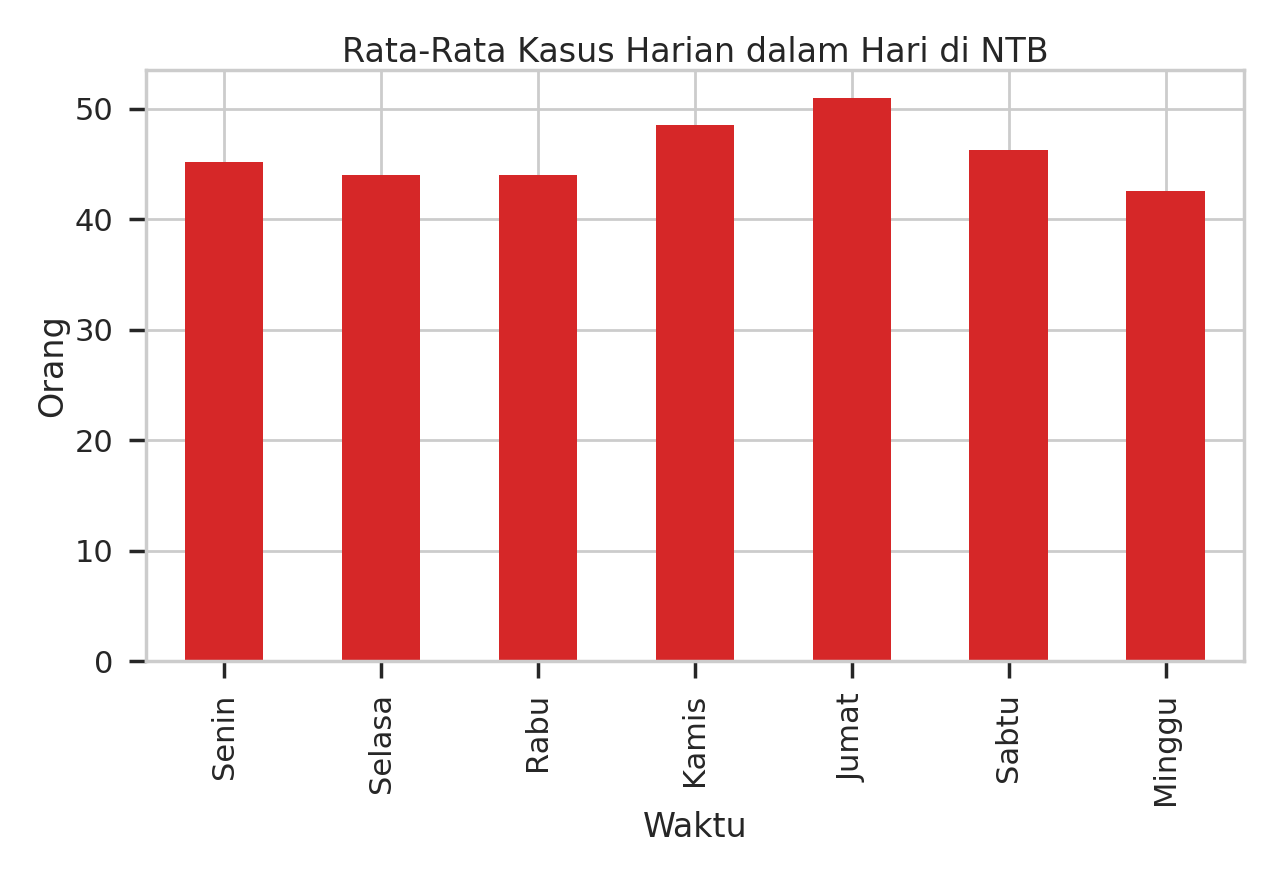 Rata-Rata Kasus Harian dalam Hari di NTB
50
40
30
20
10
0
Orang
Senin
Selasa
Rabu
Kamis
Jumat
Sabtu
Minggu
Waktu